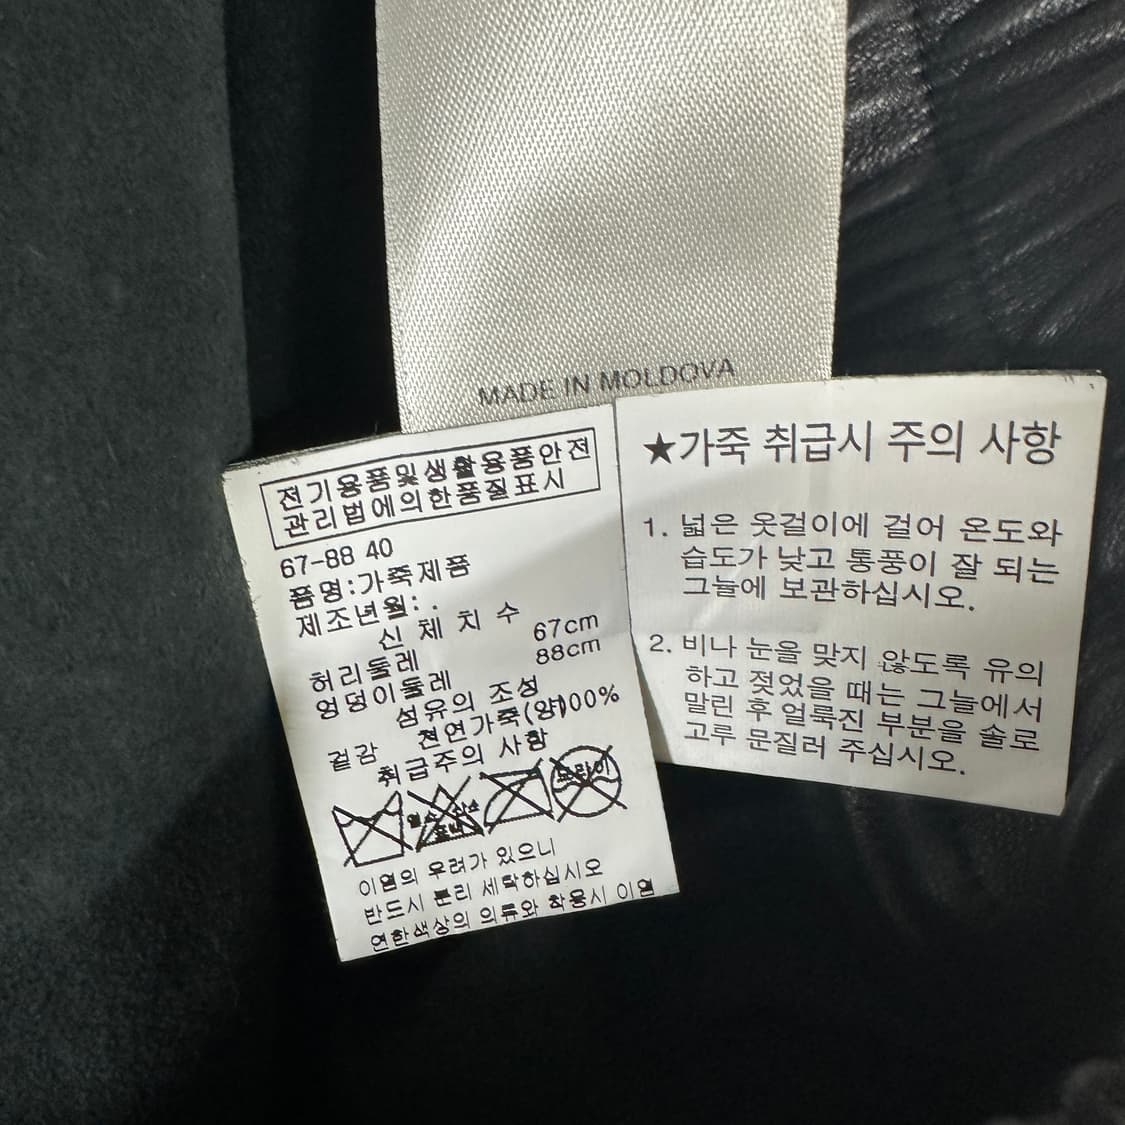 MADE IN MOLDOVA
전기용품및생활용품안전
관리법에의한품질표시
67-88 40
품명:가죽제품
제조년월: .
신 체 치 수
허리둘레 67cm
엉덩이둘레 88cm
섬유의 조성
겉감 천연가죽(양)100%
취급주의 사항
드라이
이염의 우려가 있으니
반드시 분리 세탁하십시오
연한색상의 의류와 착용시 이염
★가죽 취급시 주의 사항
1. 넓은 옷걸이에 걸어 온도와
습도가 낮고 통풍이 잘 되는
그늘에 보관하십시오.
2. 비나 눈을 맞지 않도록 유의
하고 젖었을 때는 그늘에서
말린 후 얼룩진 부분을 솔로
고루 문질러 주십시오.